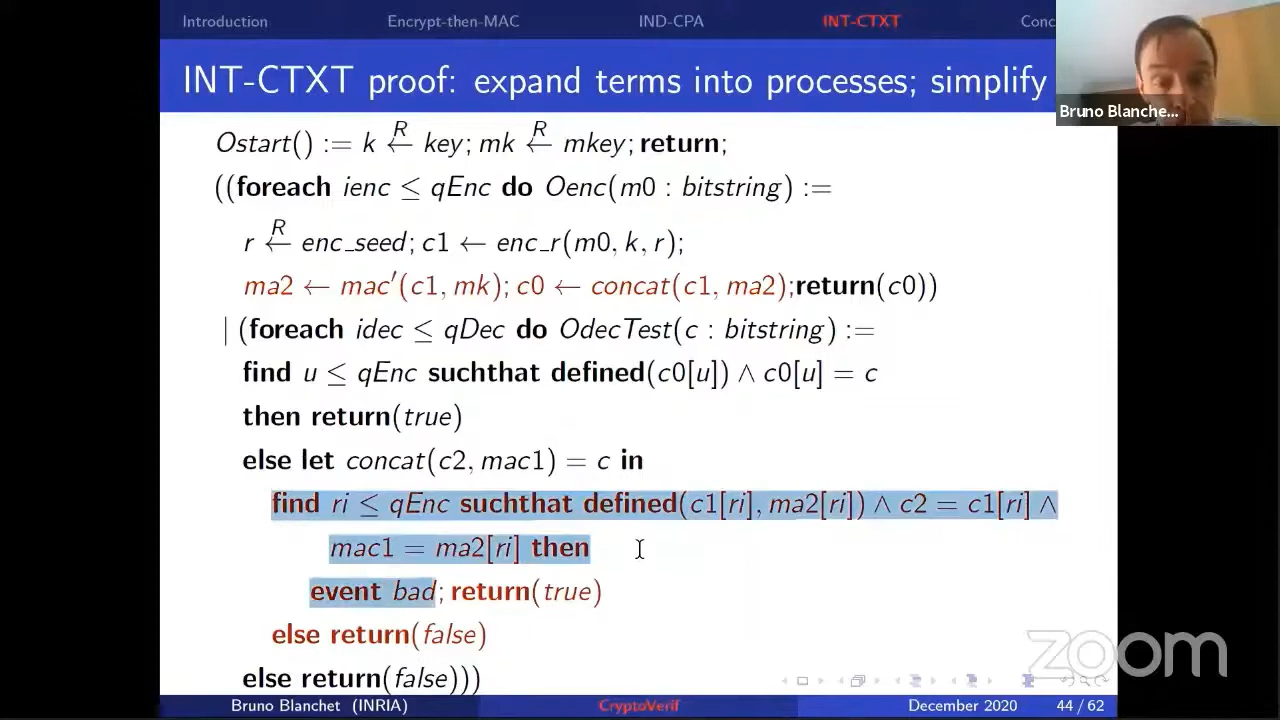 Introduction Encrypt-then-MAC IND-CPA INT-CTXT Conc
INT-CTXT proof: expand terms into processes; simplify
Bruno Blanche...
Ostart() := k ←R key; mk ←R mkey; return;
((foreach ienc ≤ qEnc do Oenc(m0 : bitstring) :=
r ←R enc_seed; c1 ← enc_r(m0, k, r);
ma2 ← mac′(c1, mk); c0 ← concat(c1, ma2);return(c0))
| (foreach idec ≤ qDec do OdecTest(c : bitstring) :=
find u ≤ qEnc suchthat defined(c0[u]) ∧ c0[u] = c
then return(true)
else let concat(c2, mac1) = c in
find ri ≤ qEnc suchthat defined(c1[ri], ma2[ri]) ∧ c2 = c1[ri] ∧
mac1 = ma2[ri] then
event bad; return(true)
else return(false)
else return(false)))
zoom
Bruno Blanchet (INRIA) CryptoVerif December 2020 44 / 62